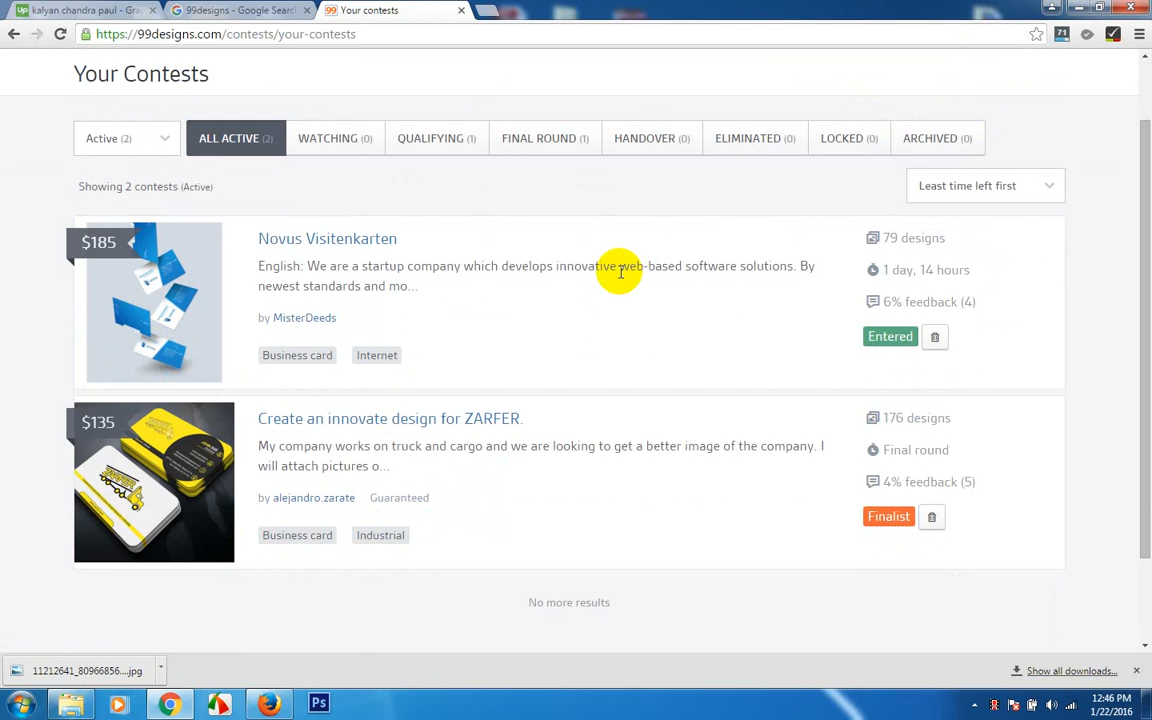 kalyan chandra paul - Gra
99designs - Google Search
99 Your contests
https://99designs.com/contests/your-contests
71
Your Contests
Active (2)
ALL ACTIVE (2)
WATCHING (0)
QUALIFYING (1)
FINAL ROUND (1)
HANDOVER (0)
ELIMINATED (0)
LOCKED (0)
ARCHIVED (0)
Showing 2 contests (Active)
Least time left first
$185
Novus Visitenkarten
79 designs
English: We are a startup company which develops innovative web-based software solutions. By
newest standards and mo...
1 day, 14 hours
6% feedback (4)
by MisterDeeds
Entered
Business card
Internet
$135
Create an innovate design for ZARFER.
176 designs
My company works on truck and cargo and we are looking to get a better image of the company. I
will attach pictures o...
Final round
4% feedback (5)
by alejandro.zarate Guaranteed
Finalist
Business card
Industrial
ZARFER
No more results
11212641_80966856....jpg
Show all downloads...
Ps
12:46 PM
1/22/2016